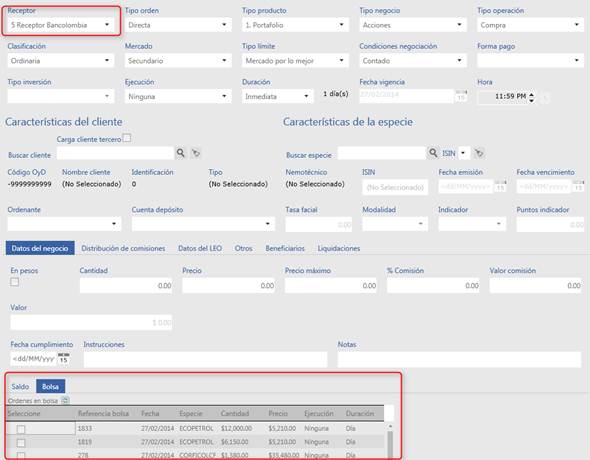 Receptor Tipo orden Tipo producto Tipo negocio Tipo operación
5 Receptor Bancolombia Directa 1. Portafolio Acciones Compra
Clasificación Mercado Tipo límite Condiciones negociación Forma pago
Ordinaria Secundario Mercado por lo mejor Contado
Tipo inversión Ejecución Duración Fecha vigencia Hora
Ninguna Inmediata 1 día(s) 27/02/2014 15 11:59 PM
Características del cliente Características de la especie
Carga cliente tercero
Buscar cliente Buscar especie ISIN
Código OyD Nombre cliente Identificación Tipo Nemotécnico ISIN Fecha emisión Fecha vencimiento
-9999999999 (No Seleccionado) 0 (No Seleccionado) (No Seleccionado) (No Seleccionado) <dd/MM/yyyy> 15 <dd/MM/yyyy> 15
Ordenante Cuenta depósito Tasa facial Modalidad Indicador Puntos indicador
0.00 0.00
Datos del negocio Distribución de comisiones Datos del LEO Otros Beneficiarios Liquidaciones
En pesos Cantidad Precio Precio máximo % Comisión Valor comisión
0.00 0.00 0.00 0.00 0.00
Valor
$ 0.00
Fecha cumplimiento Instrucciones Notas
<dd/MM/yyy 15
Saldo Bolsa
Ordenes en bolsa
Seleccione Referencia bolsa Fecha Especie Cantidad Precio Ejecución Duración
1833 27/02/2014 ECOPETROL $12,000.00 $5,210.00 Ninguna Día
1819 27/02/2014 ECOPETROL $6,150.00 $5,210.00 Ninguna Día
278 27/02/2014 CORFICOLCF $1,380.00 $35,480.00 Ninguna Día